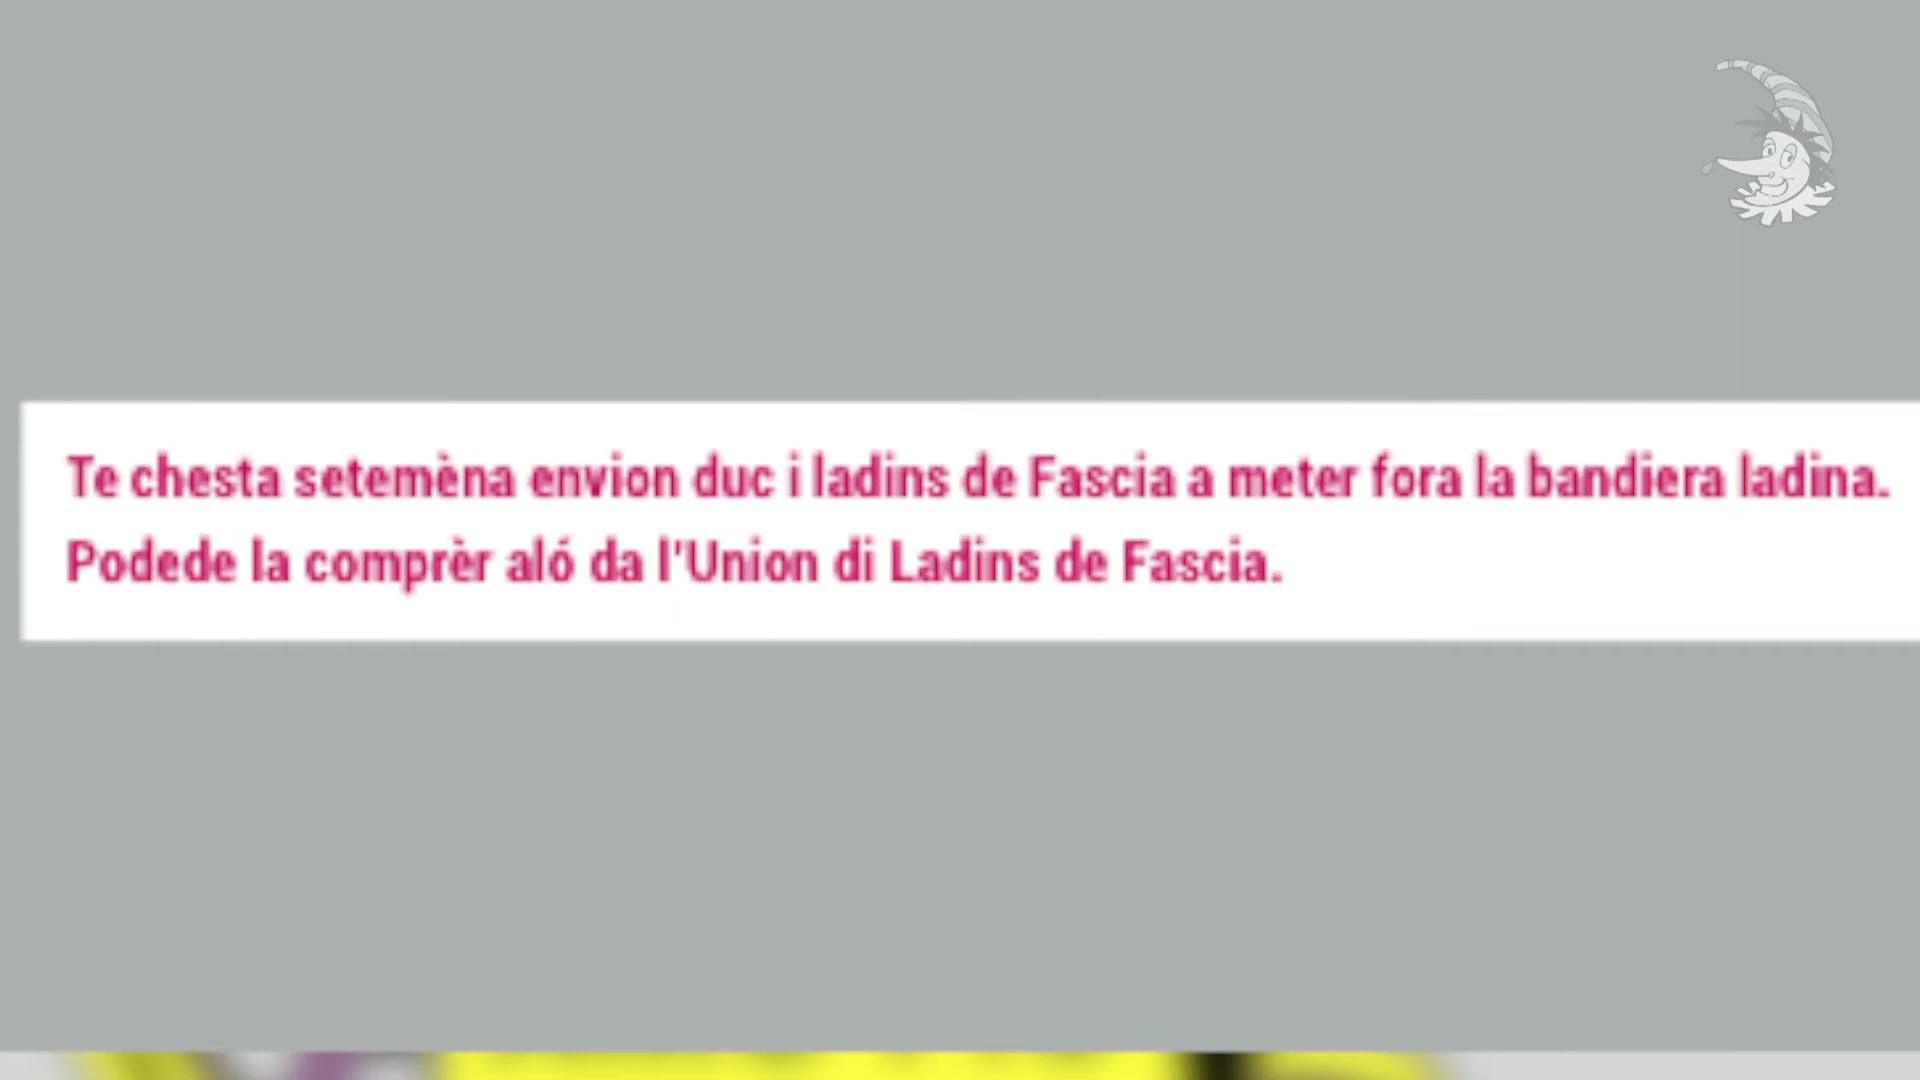 Te chesta setemèna envion duc i ladins de Fascia a meter fora la bandiera ladina.
Podede la comprèr aló da l'Union di Ladins de Fascia.